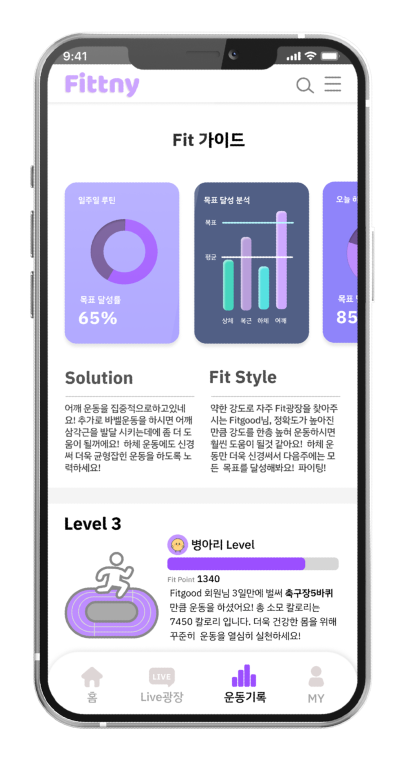 9:41
Fittny
Fit 가이드
일주일 루틴
목표 달성률
65%
목표 달성 분석
목표
평균
상체 복근 하체 어깨
오늘 하
목표 달
85
Solution
어깨 운동을 집중적으로하고있네
요! 추가로 바벨운동을 하시면 어깨
삼각근을 발달 시키는데에 좀 더 도
움이 될꺼에요! 하체 운동에도 신경
써 더욱 균형잡인 운동을 하도록 노
력하세요!
Fit Style
약한 강도로 자주 Fit광장을 찾아주
시는 Fitgood님, 정확도가 높아진
만큼 강도를 한층 높혀 운동하시면
훨씬 도움이 될것 같아요! 하체 운
동만 더욱 신경써서 다음주에는 모
든 목표를 달성해봐요! 파이팅!
Level 3
병아리 Level
Fit Point 1340
Fitgood 회원님 3일만에 벌써 축구장5바퀴
만큼 운동을 하셨어요! 총 소모 칼로리는
7450 칼로리 입니다. 더욱 건강한 몸을 위해
꾸준히 운동을 열심히 실천하세요!
LIVE
홈 Live광장 운동기록 MY